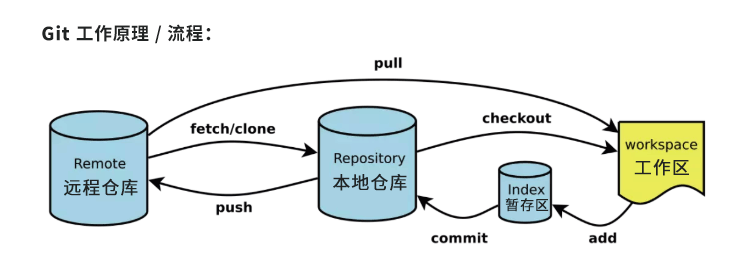 Git 工作原理 / 流程：
pull
fetch/clone
checkout
Remote
远程仓库
Repository
本地仓库
workspace
工作区
Index
暂存区
push
commit
add